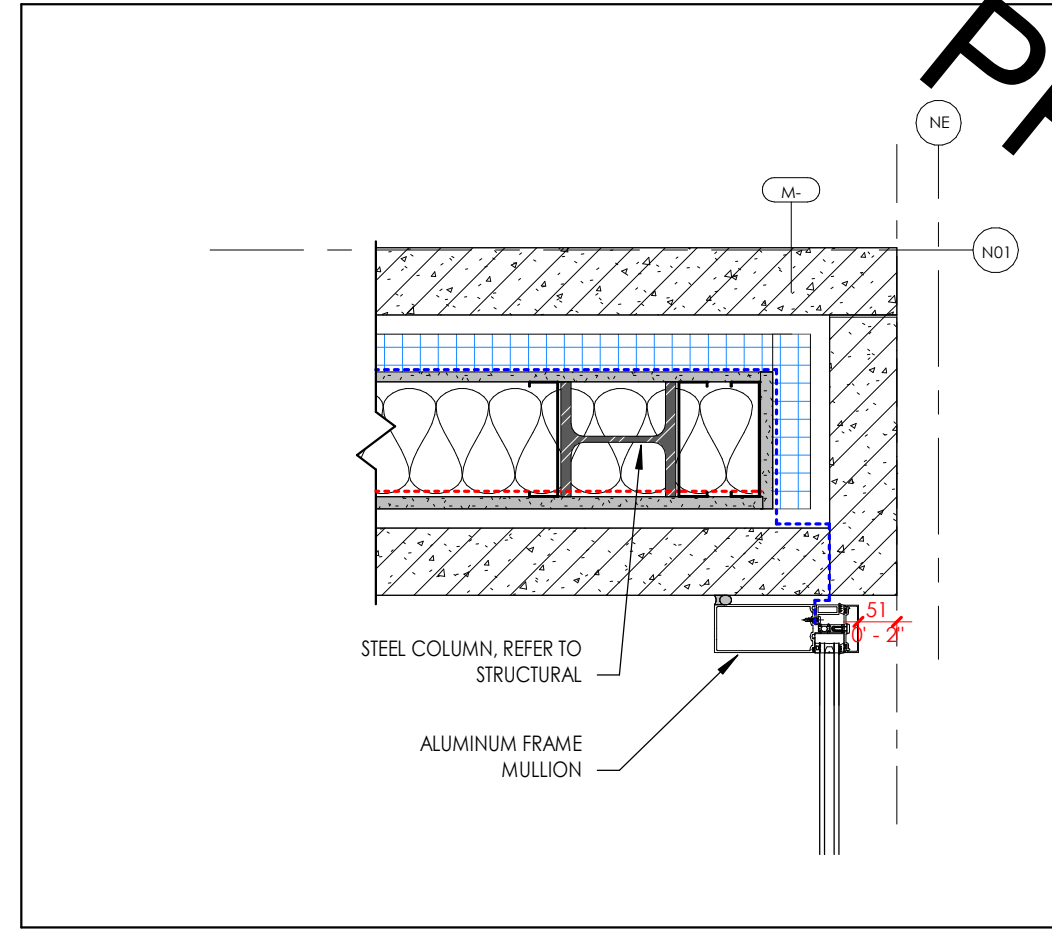 NE
M-
N01
51
0' - 2"
STEEL COLUMN, REFER TO
STRUCTURAL
ALUMINUM FRAME
MULLION